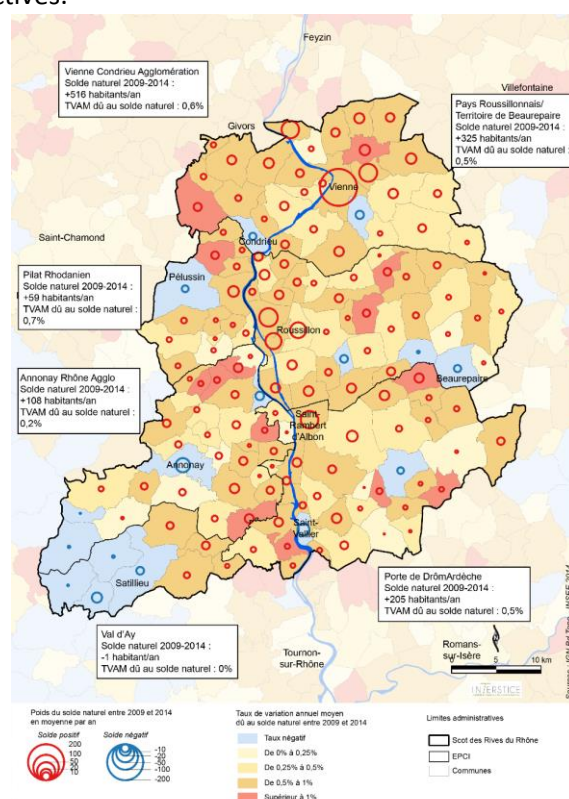 ctives.
Feyzin
Vienne Condrieu Agglomération
Solde naturel 2009-2014 :
+516 habitants/an
TVAM dû au solde naturel : 0,6%
Villefontaine
Pays Roussillonnais/
Territoire de Beaurepaire
Solde naturel 2009-2014 :
+325 habitants/an
TVAM dû au solde naturel :
0,5%
Givors
Vienne
Saint-Chamond
Condrieu
Pélussin
Pilat Rhodanien
Solde naturel 2009-2014 :
+59 habitants/an
TVAM dû au solde naturel :
0,7%
Roussillon
Annonay Rhône Agglo
Solde naturel 2009-2014 :
+108 habitants/an
TVAM dû au solde naturel :
0,2%
Beaurepaire
Saint-
Rambert
d'Albon
Annonay
Saint-
Vallier
Satillieu
Porte de DrômArdèche
Solde naturel 2009-2014 :
+205 habitants/an
TVAM dû au solde naturel : 0,5%
Val d'Ay
Solde naturel 2009-2014 :
-1 habitant/an
TVAM dû au solde naturel : 0%
Tournon-
sur-Rhône
Romans-
sur-Isère
N
0 5 10 km
INTERSTICE
Poids du solde naturel entre 2009 et 2014
en moyenne par an
Solde positif
200
100
50
20
10
Solde négatif
-10
-20
-50
-100
-200
Taux de variation annuel moyen
dû au solde naturel entre 2009 et 2014
Taux négatif
De 0% à 0,25%
De 0,25% à 0.5%
De 0,5% à 1%
Supérieur à 1%
Limites administratives
Scot des Rives du Rhône
EPCI
Communes